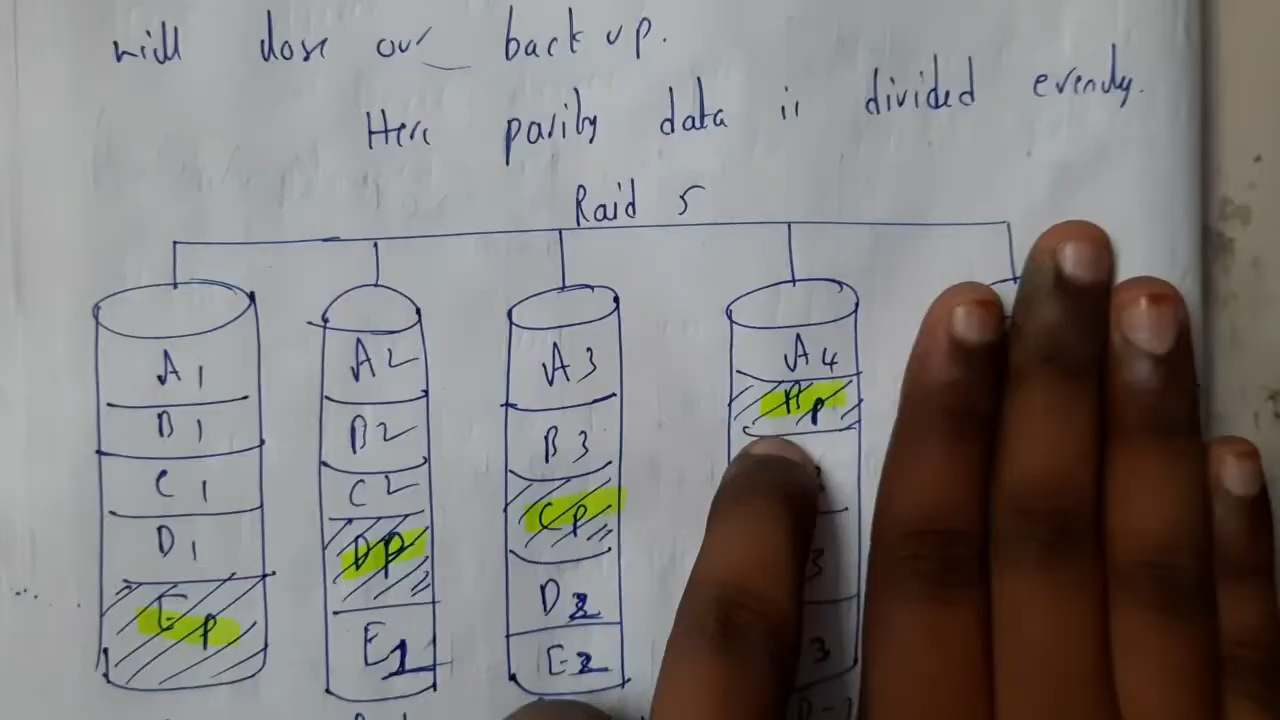 will dose our back up.
Here parity data is divided evenly.
Raid 5
A1 A2 A3 A4
B1 B2 B3
C1 C2 Cp
D1 Dp D2
Ep E1 E2